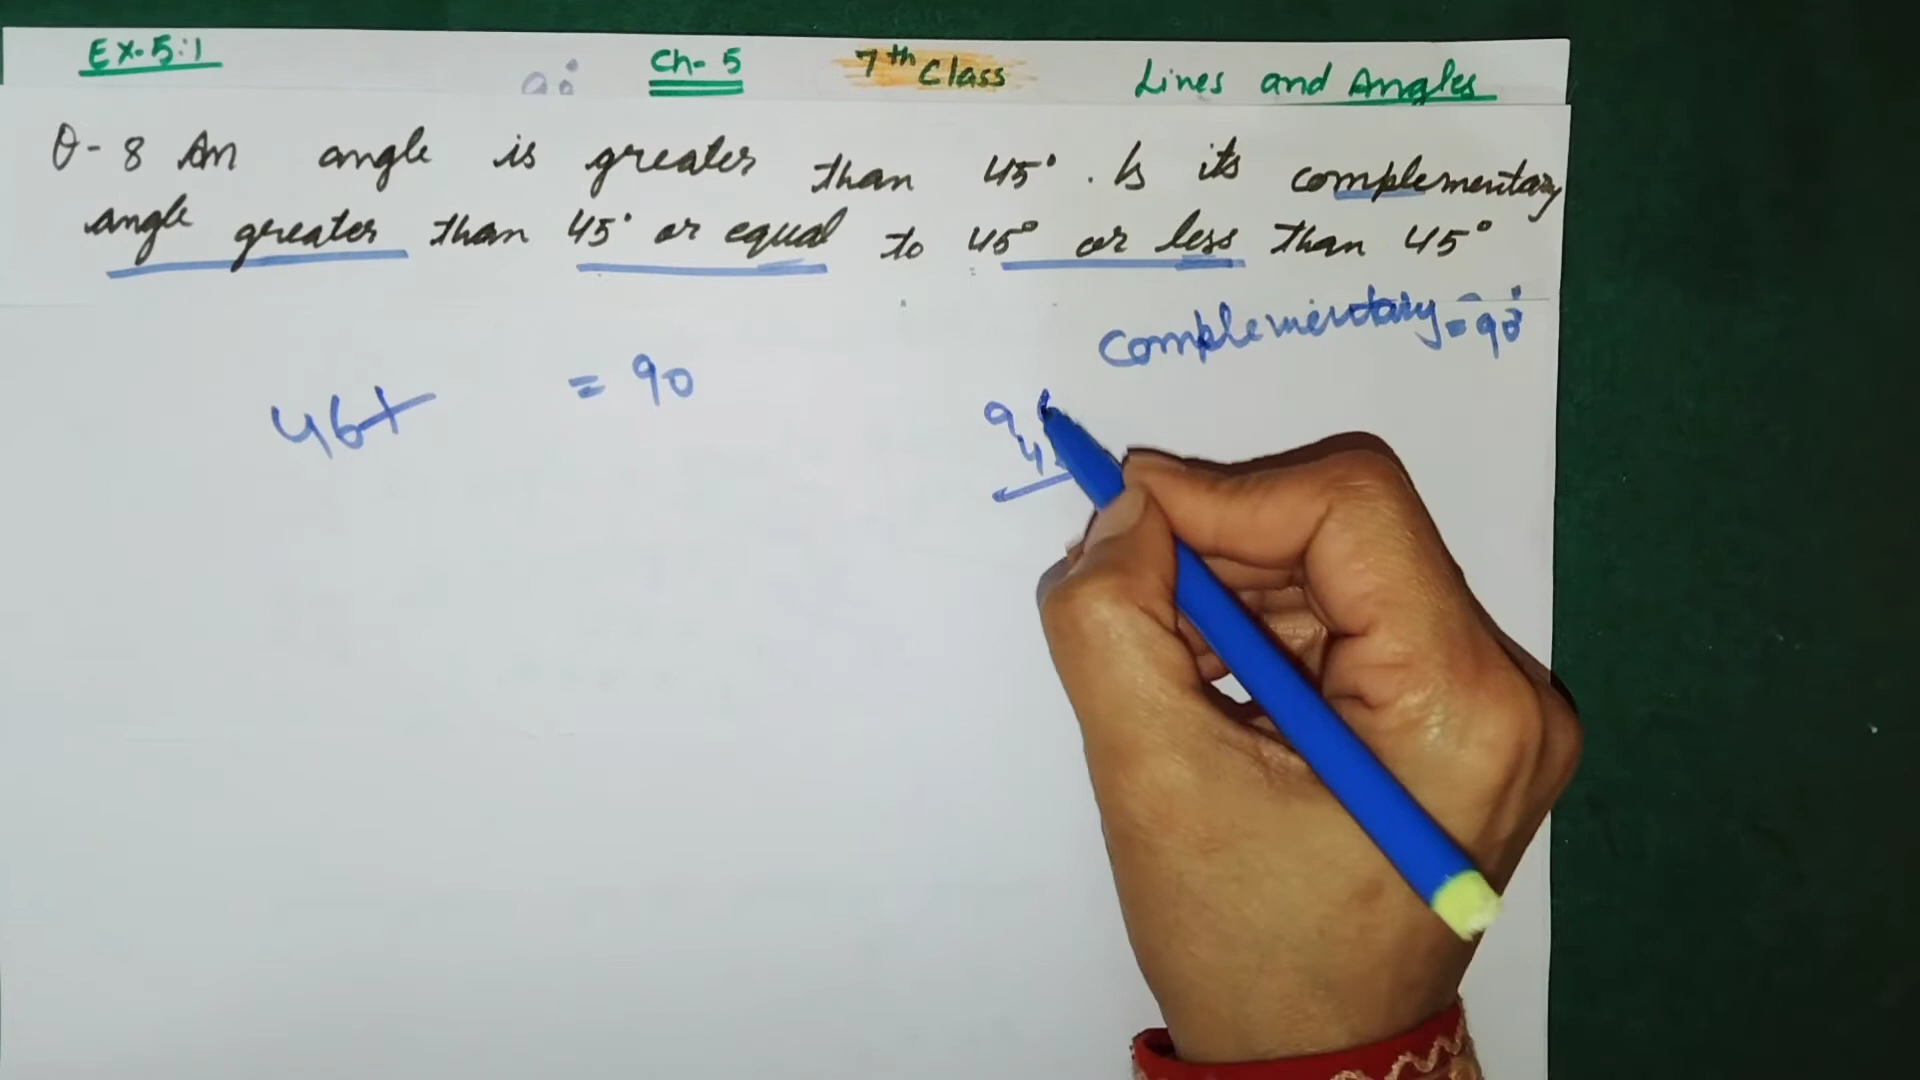 Ex-5:1 90° Ch-5 7th Class Lines and Angles
Q-8 An angle is greater than 45°. Is its complementary
angle greater than 45° or equal to 45° or less than 45°
Complementary = 90°
46+ = 90